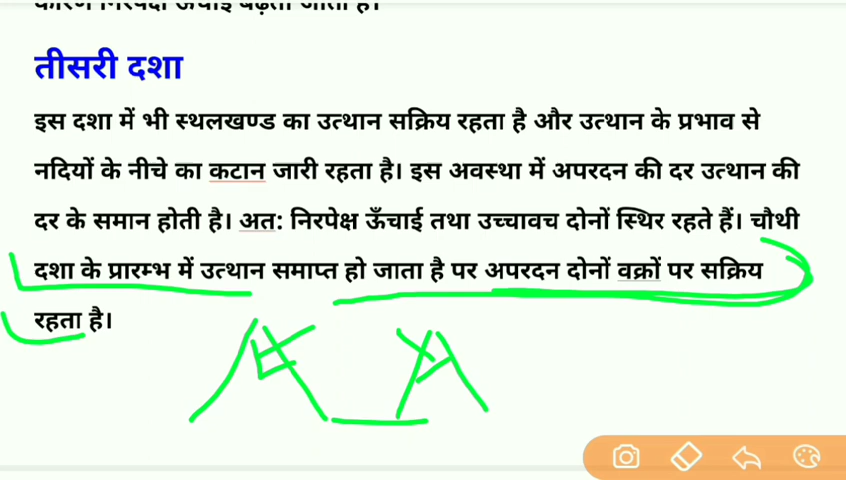 तीसरी दशा
इस दशा में भी स्थलखण्ड का उत्थान सक्रिय रहता है और उत्थान के प्रभाव से
नदियों के नीचे का कटान जारी रहता है। इस अवस्था में अपरदन की दर उत्थान की
दर के समान होती है। अत: निरपेक्ष ऊँचाई तथा उच्चावच दोनों स्थिर रहते हैं। चौथी
दशा के प्रारम्भ में उत्थान समाप्त हो जाता है पर अपरदन दोनों वक्रों पर सक्रिय
रहता है।